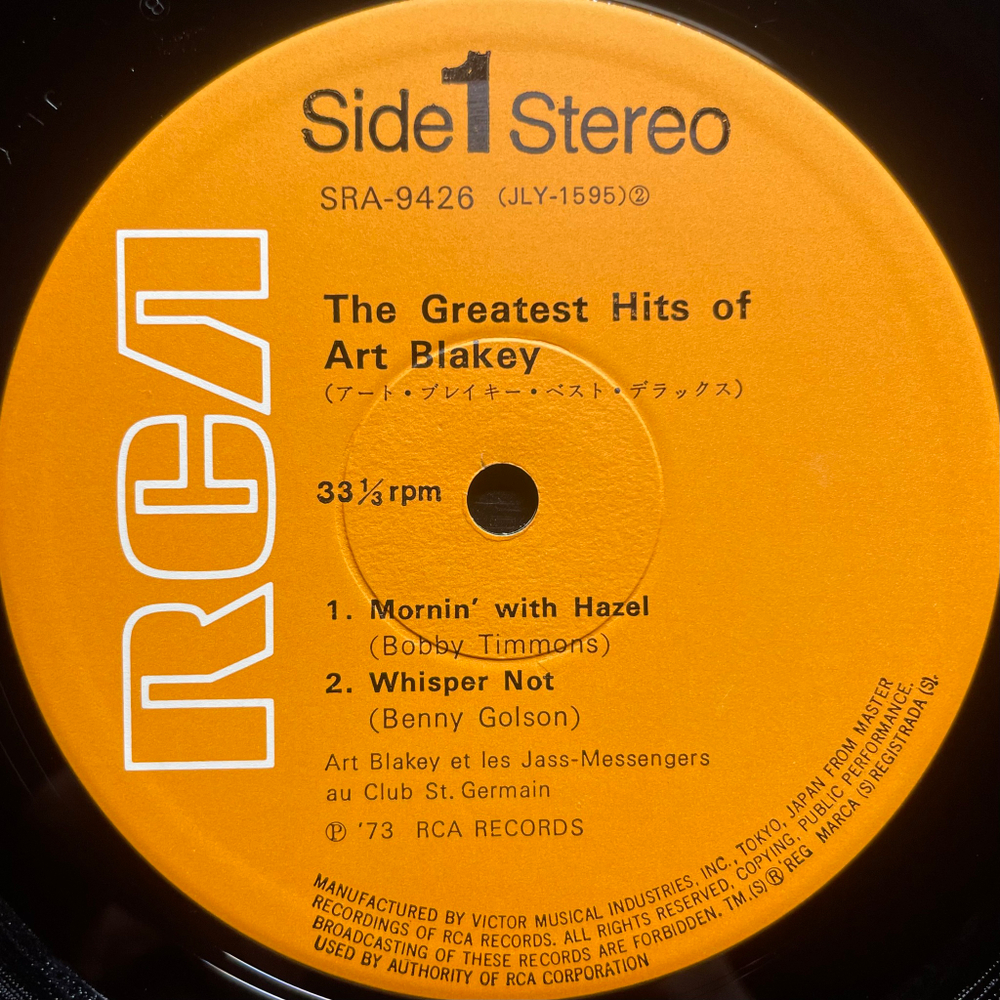 Side 1 Stereo
SRA-9426 (JLY-1595)②
RCA
The Greatest Hits of
Art Blakey
(アート・ブレイキー・ベスト・デラックス)
33 1/3 rpm
1. Mornin' with Hazel
(Bobby Timmons)
2. Whisper Not
(Benny Golson)
Art Blakey et les Jass-Messengers
au Club St. Germain
℗ '73 RCA RECORDS
MANUFACTURED BY VICTOR MUSICAL INDUSTRIES, INC., TOKYO, JAPAN FROM MASTER
RECORDINGS OF RCA RECORDS. ALL RIGHTS RESERVED, COPYING, PUBLIC PERFORMANCE,
BROADCASTING OF THESE RECORDS ARE FORBIDDEN. TM.(S)® REG MARCA (S) REGISTRADA (S).
USED BY AUTHORITY OF RCA CORPORATION